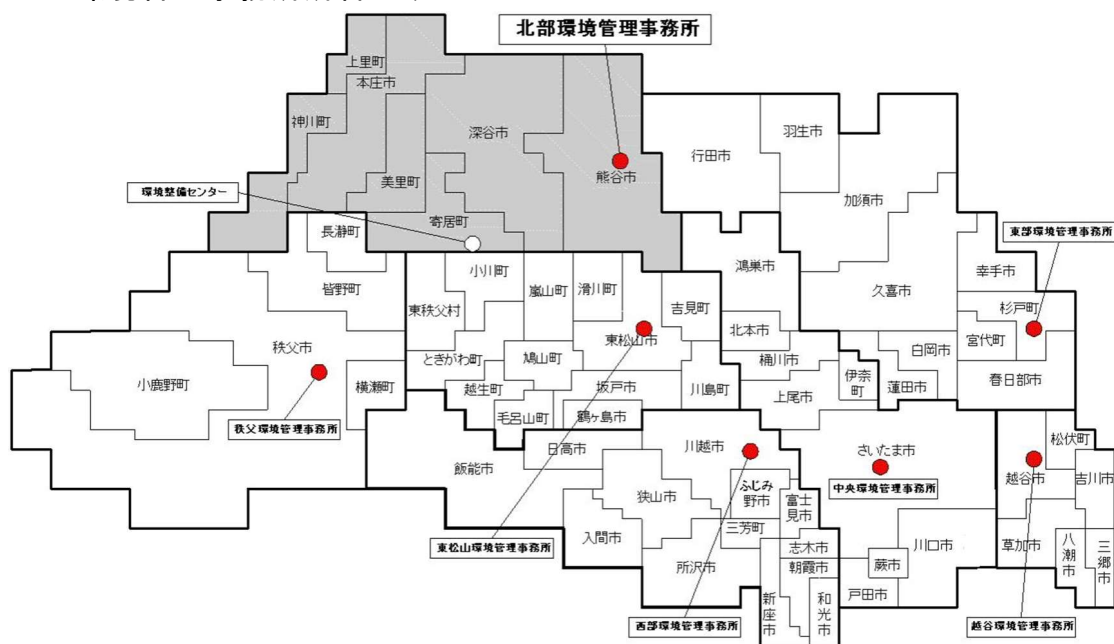 北部環境管理事務所
上里町
本庄市
神川町
深谷市
羽生市
行田市
熊谷市
美里町
環境整備センター
加須市
寄居町
長瀞町
東部環境管理事務所
鴻巣市
小川町
幸手市
皆野町
嵐山町
滑川町
久喜市
吉見町
杉戸町
東秩父村
北本市
宮代町
東松山市
秩父市
白岡市
ときがわ町
鳩山町
桶川市
伊奈町
小鹿野町
横瀬町
越生町
坂戸市
川島町
上尾市
蓮田市
春日部市
毛呂山町
鶴ヶ島市
秩父環境管理事務所
日高市
川越市
さいたま市
松伏町
飯能市
越谷市
吉川市
ふじみ野市
中央環境管理事務所
狭山市
富士見市
三芳町
入間市
東松山環境管理事務所
志木市
川口市
草加市
八潮市
三郷市
所沢市
朝霞市
蕨市
戸田市
新座市
和光市
西部環境管理事務所
越谷環境管理事務所